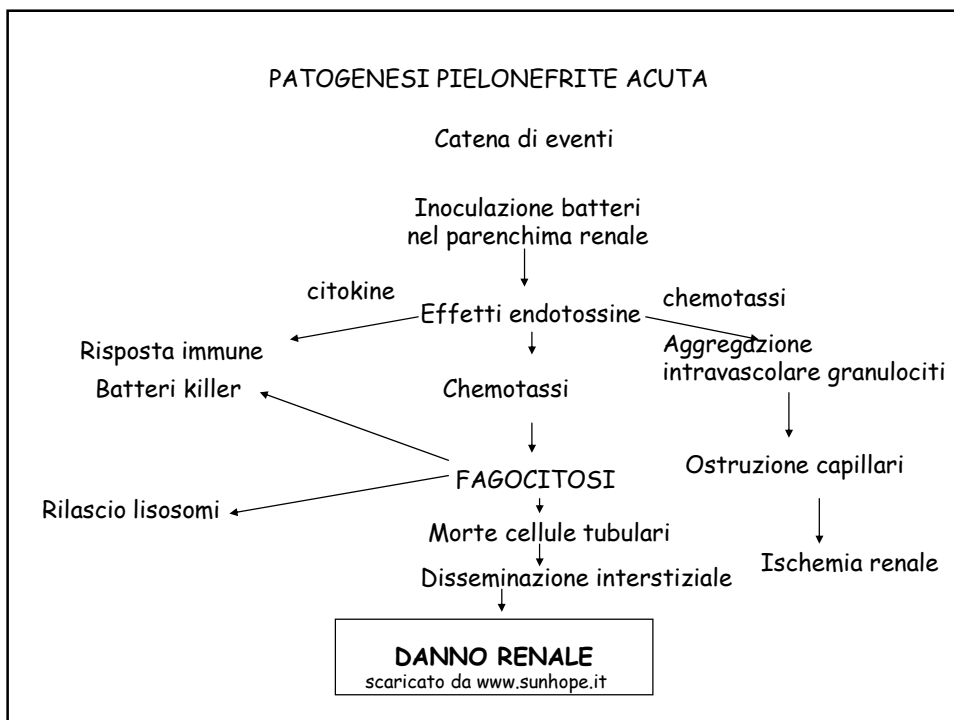 PATOGENESI PIELONEFRITE ACUTA
Catena di eventi
Inoculazione batteri
nel parenchima renale
citokine
chemotassi
Effetti endotossine
Risposta immune
Aggregazione
intravascolare granulociti
Batteri killer
Chemotassi
Ostruzione capillari
FAGOCITOSI
Rilascio lisosomi
Morte cellule tubulari
Ischemia renale
Disseminazione interstiziale
DANNO RENALE
scaricato da www.sunhope.it